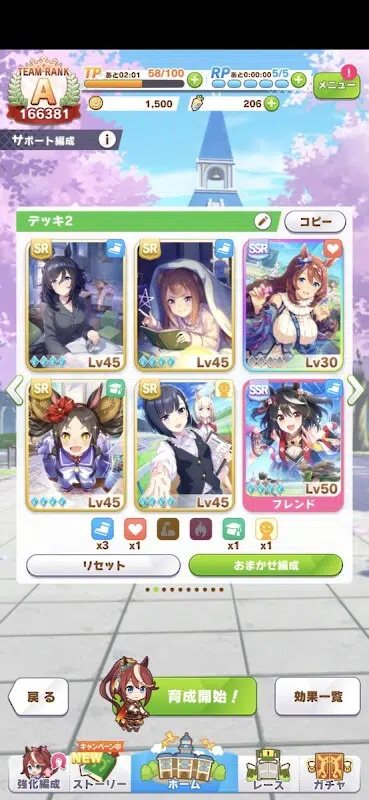 TEAM RANK
A
166381
TP あと02:01 58/100
RP あと0:00:00 5/5
メニュー
1,500
206
サポート編成
i
デッキ2
コピー
SR
SR
SSR
Lv45
Lv45
Lv30
SR
SR
SSR
Lv45
Lv45
Lv50
フレンド
x3
x1
x1
x1
リセット
おまかせ編成
戻る
育成開始！
効果一覧
キャンペーン中
NEW
強化編成
ストーリー
ホーム
レース
ガチャ